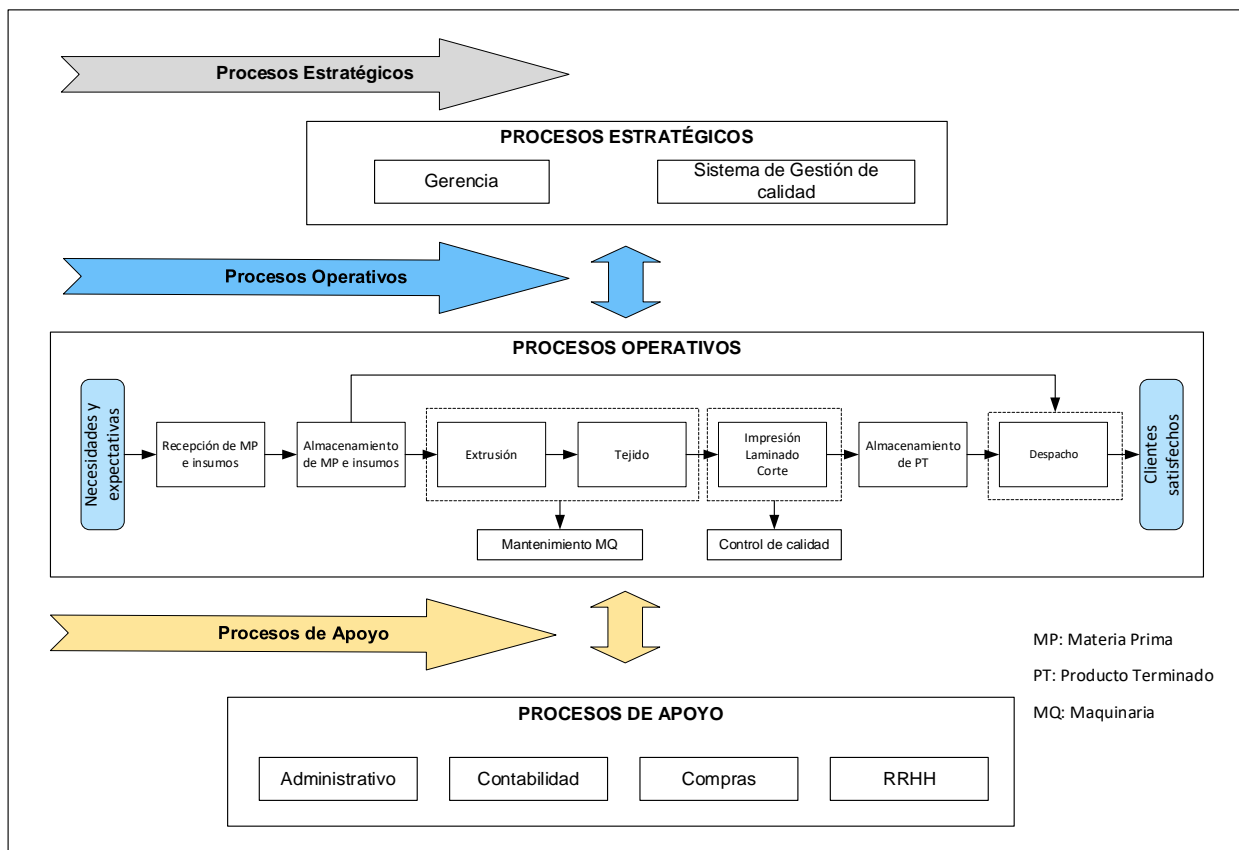 Procesos Estratégicos
PROCESOS ESTRATÉGICOS
Gerencia
Sistema de Gestión de
calidad
Procesos Operativos
PROCESOS OPERATIVOS
Necesidades y
expectativas
Recepción de MP
e insumos
Almacenamiento
de MP e insumos
Extrusión
Tejido
Impresión
Laminado
Corte
Almacenamiento
de PT
Despacho
Clientes
satisfechos
Mantenimiento MQ
Control de calidad
Procesos de Apoyo
MP: Materia Prima
PT: Producto Terminado
MQ: Maquinaria
PROCESOS DE APOYO
Administrativo
Contabilidad
Compras
RRHH